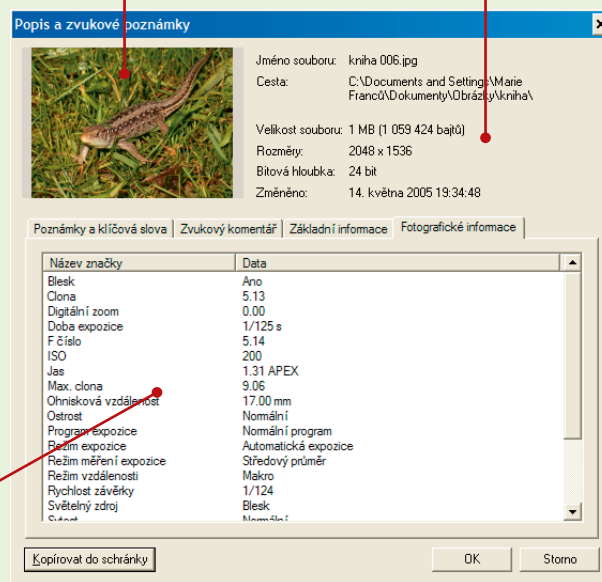 Popis a zvukové poznámky
Jméno souboru: kniha 006.jpg
Cesta: C:\Documents and Settings\Marie
Franců\Dokumenty\Obrázky\kniha\
Velikost souboru: 1 MB (1 059 424 bajtů)
Rozměry: 2048 x 1536
Bitová hloubka: 24 bit
Změněno: 14. května 2005 19:34:48
Poznámky a klíčová slova Zvukový komentář Základní informace Fotografické informace
Název značky Data
Blesk Ano
Clona 5.13
Digitální zoom 0.00
Doba expozice 1/125 s
F číslo 5.14
ISO 200
Jas 1.31 APEX
Max. clona 9.06
Ohnisková vzdálenost 17.00 mm
Ostrost Normální
Program expozice Normální program
Režim expozice Automatická expozice
Režim měření expozice Středový průměr
Režim vzdálenosti Makro
Rychlost závěrky 1/124
Světelný zdroj Blesk
Sytost Normální
Kopírovat do schránky OK Storno